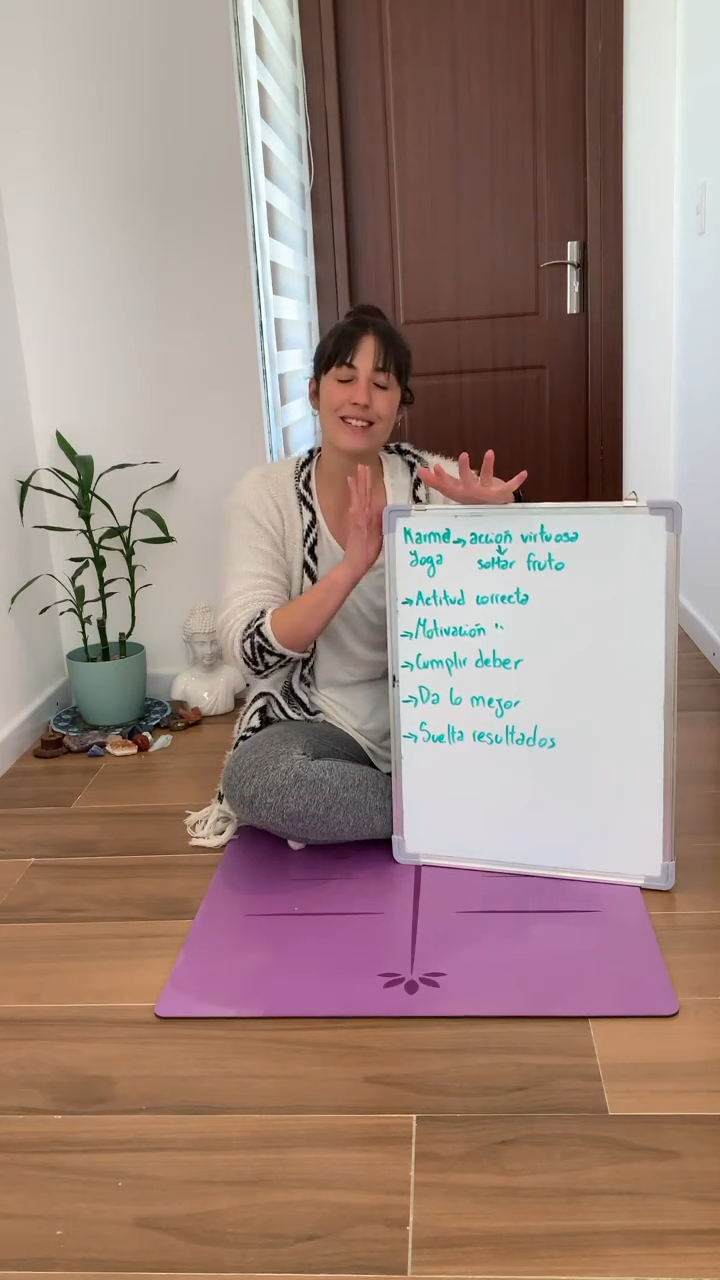 Karma → acción virtuosa
Yoga ↓ soltar fruto
→ Actitud correcta
→ Motivación "
→ Cumplir deber
→ Da lo mejor
→ Suelta resultados